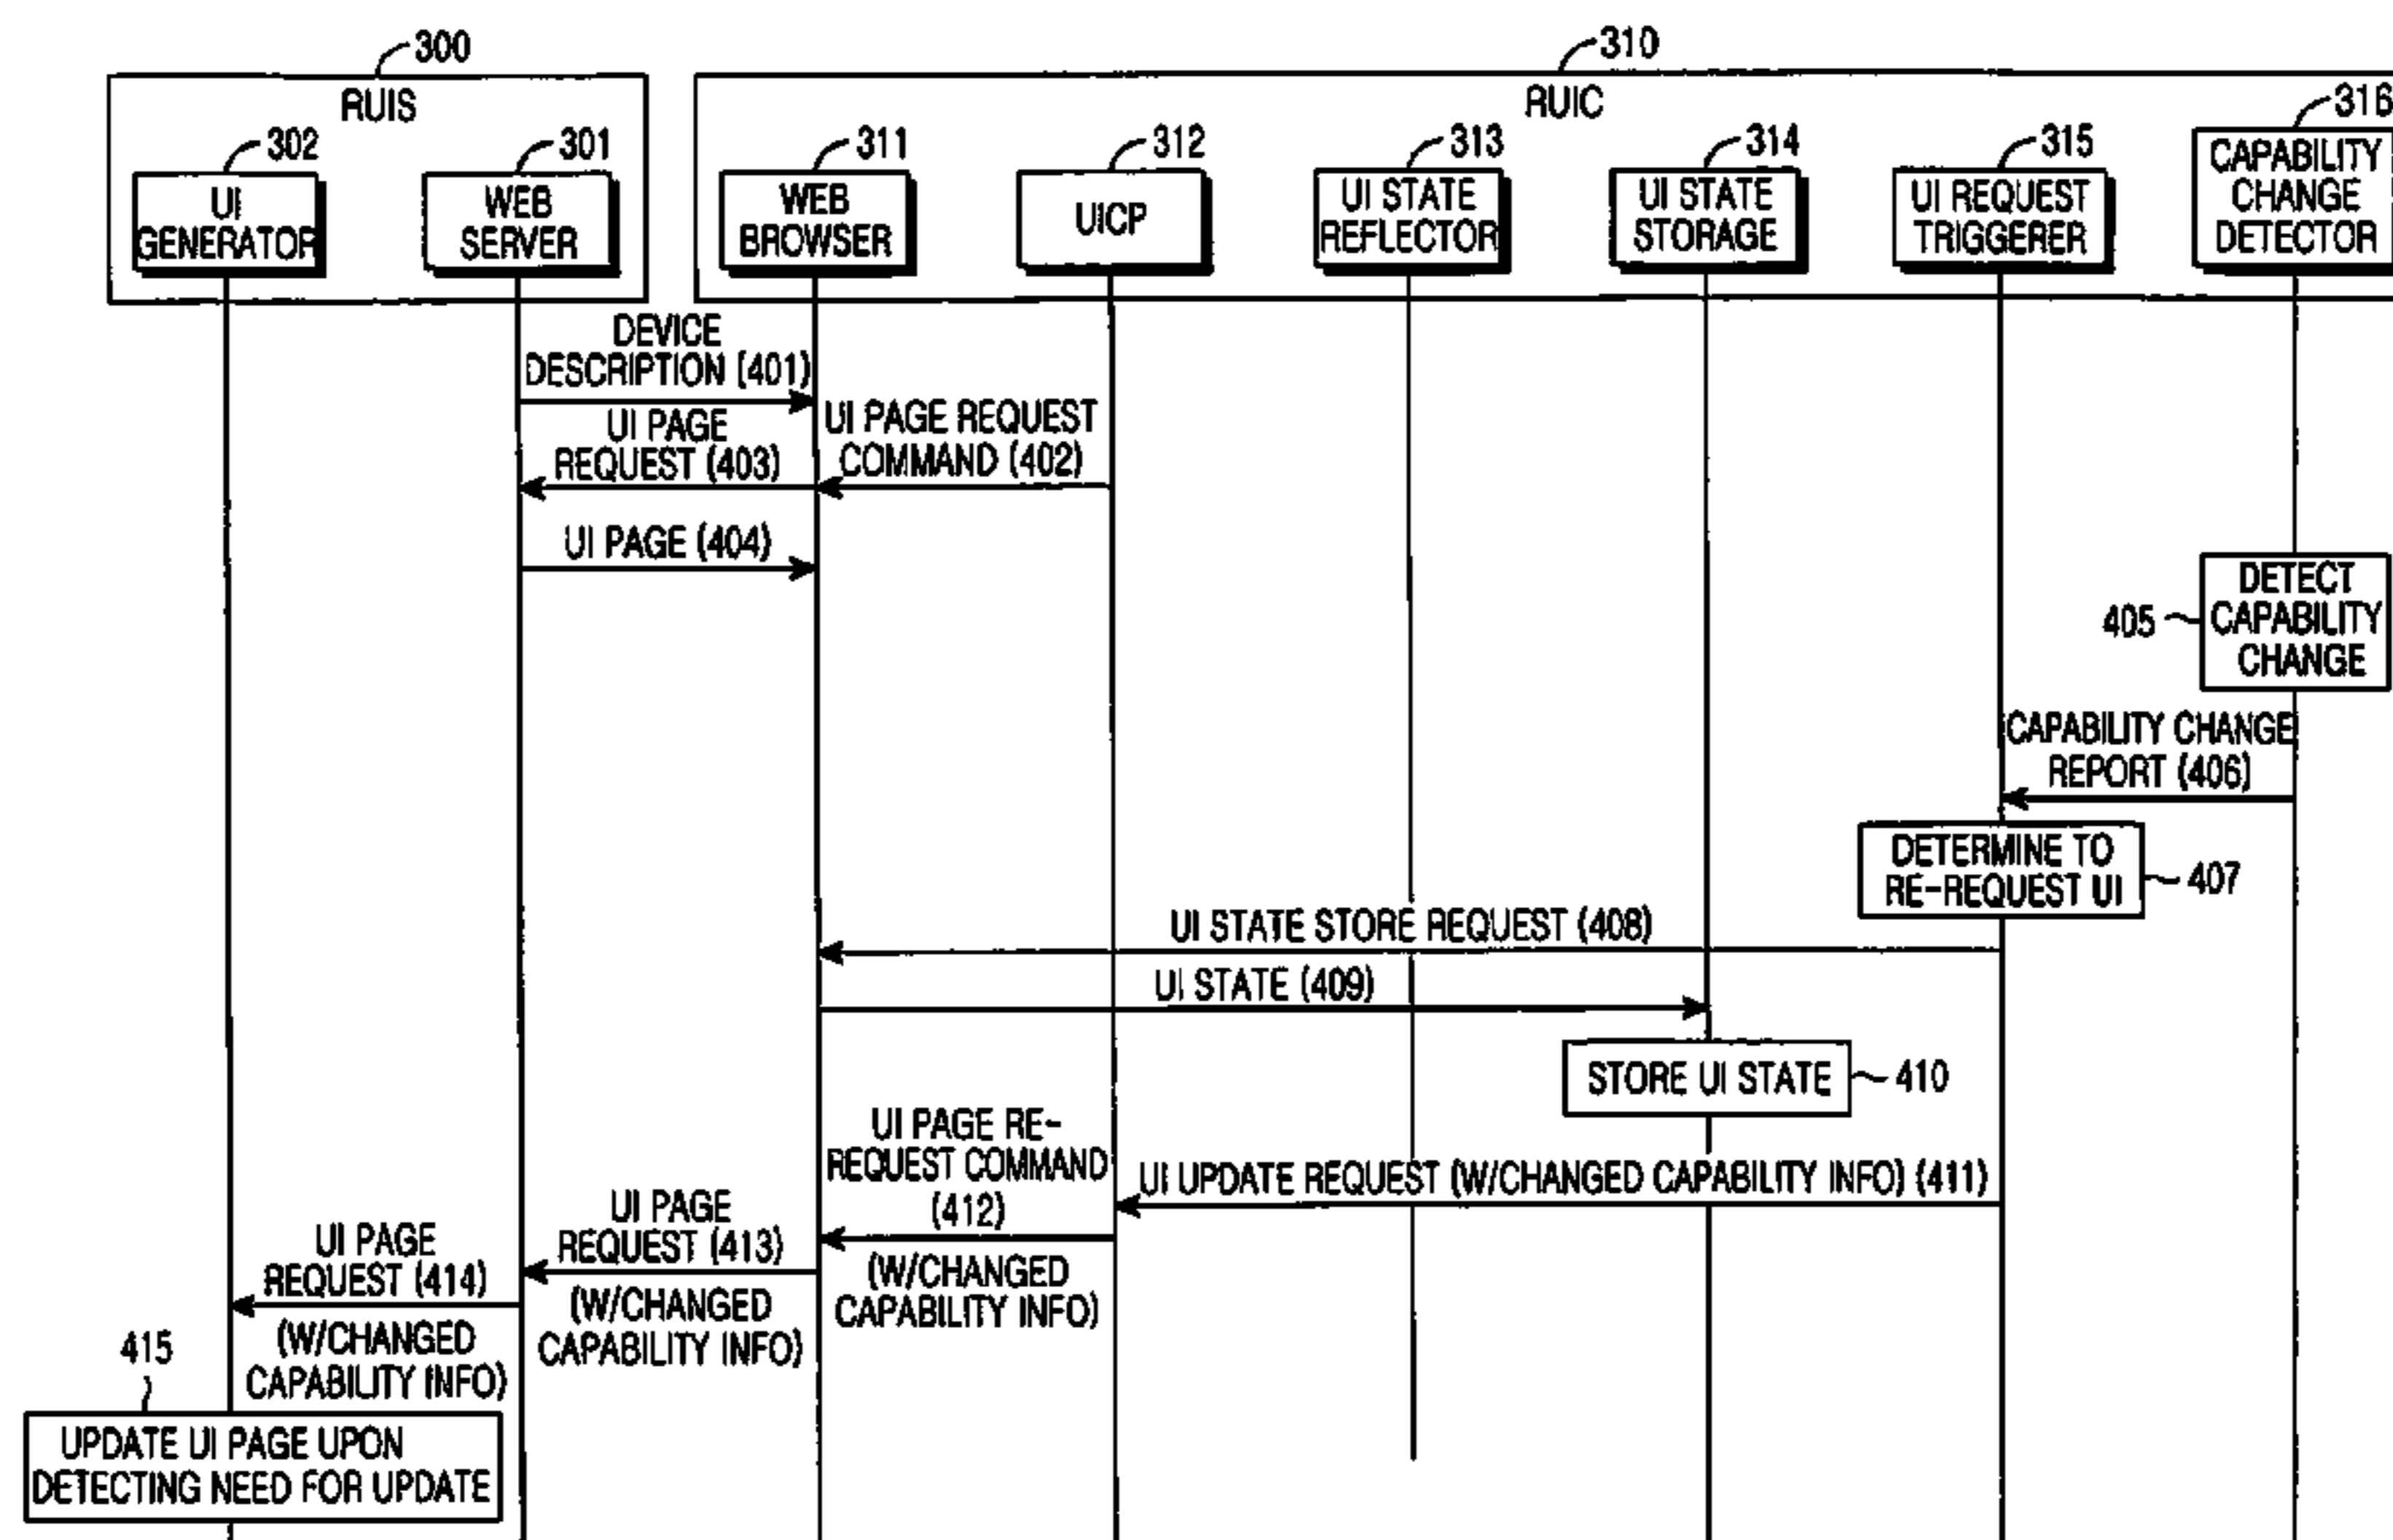 300
RUIS
302
301
UI
GENERATOR
WEB
SERVER
310
RUIC
311
312
313
314
315
316
WEB
BROWSER
UICP
UI STATE
REFLECTOR
UI STATE
STORAGE
UI REQUEST
TRIGGERER
CAPABILITY
CHANGE
DETECTOR
DEVICE
DESCRIPTION (401)
UI PAGE REQUEST
COMMAND (402)
UI PAGE
REQUEST (403)
UI PAGE (404)
405
DETECT
CAPABILITY
CHANGE
CAPABILITY CHANGE
REPORT (406)
DETERMINE TO
RE-REQUEST UI
407
UI STATE STORE REQUEST (408)
UI STATE (409)
STORE UI STATE
410
UI UPDATE REQUEST (W/CHANGED CAPABILITY INFO) (411)
UI PAGE RE-
REQUEST COMMAND
(412)
(W/CHANGED
CAPABILITY INFO)
UI PAGE
REQUEST (413)
(W/CHANGED
CAPABILITY INFO)
UI PAGE
REQUEST (414)
(W/CHANGED
CAPABILITY INFO)
415
UPDATE UI PAGE UPON
DETECTING NEED FOR UPDATE